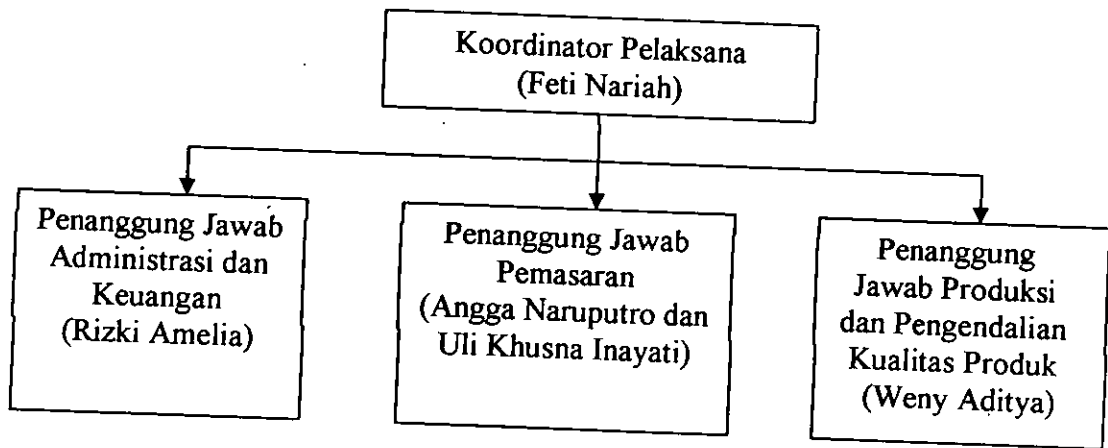 Koordinator Pelaksana
(Feti Nariah)
Penanggung Jawab
Administrasi dan
Keuangan
(Rizki Amelia)
Penanggung Jawab
Pemasaran
(Angga Naruputro dan
Uli Khusna Inayati)
Penanggung
Jawab Produksi
dan Pengendalian
Kualitas Produk
(Weny Aditya)